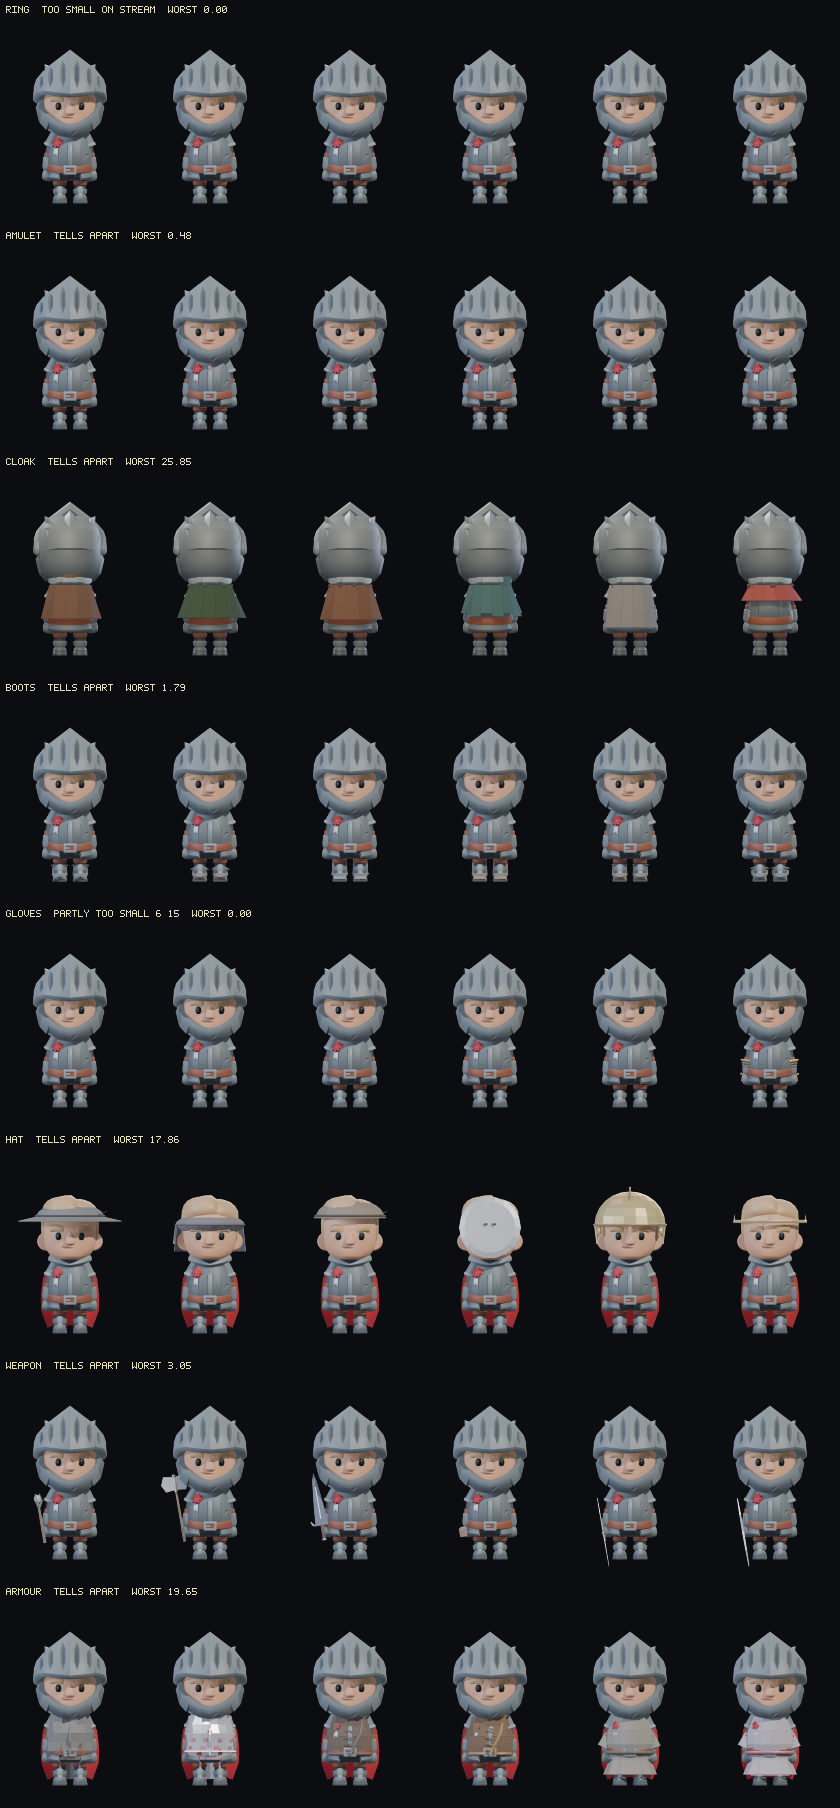 RING  TOO SMALL ON STREAM  WORST 0.00
AMULET  TELLS APART  WORST 0.48
CLOAK  TELLS APART  WORST 25.85
BOOTS  TELLS APART  WORST 1.79
GLOVES  PARTLY TOO SMALL 6 15  WORST 0.00
HAT  TELLS APART  WORST 17.86
WEAPON  TELLS APART  WORST 3.05
ARMOUR  TELLS APART  WORST 19.65